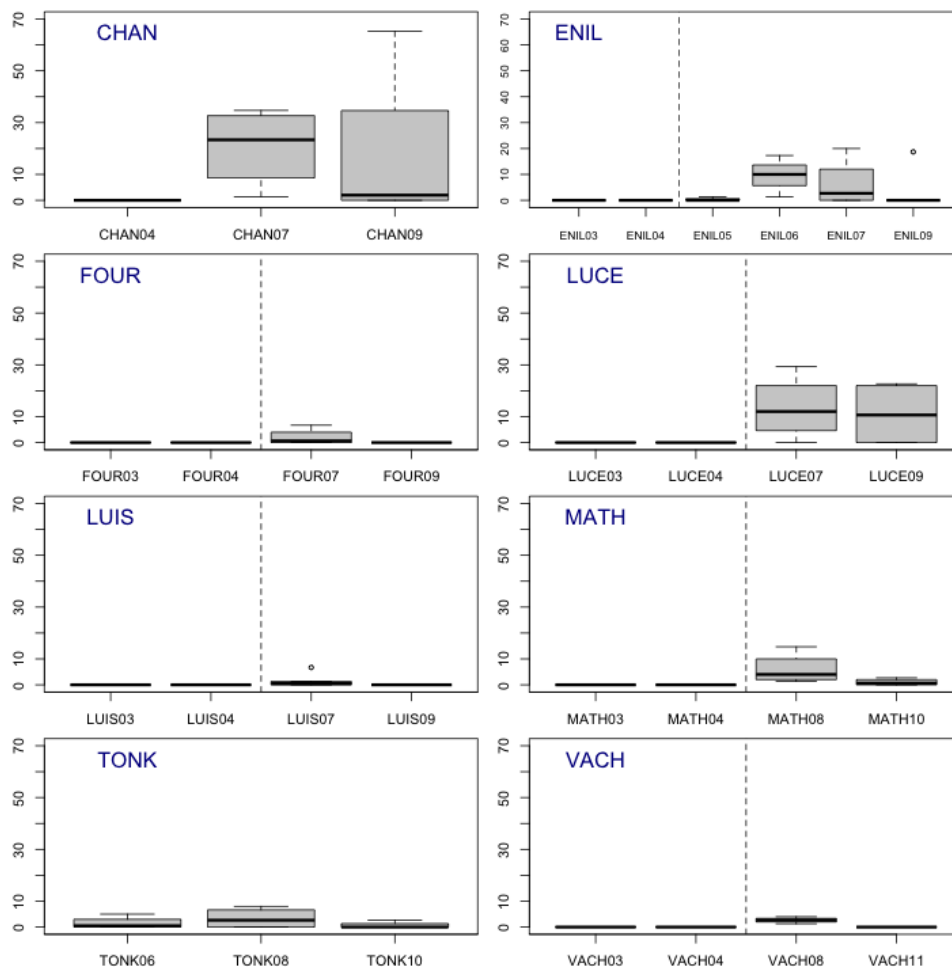 CHAN
70
50
30
10
0
CHAN04 CHAN07 CHAN09
ENIL
70
60
50
40
30
20
10
0
ENIL03 ENIL04 ENIL05 ENIL06 ENIL07 ENIL09
FOUR
70
50
30
10
0
FOUR03 FOUR04 FOUR07 FOUR09
LUCE
70
50
30
10
0
LUCE03 LUCE04 LUCE07 LUCE09
LUIS
70
50
30
10
0
LUIS03 LUIS04 LUIS07 LUIS09
MATH
70
50
30
10
0
MATH03 MATH04 MATH08 MATH10
TONK
70
50
30
10
0
TONK06 TONK08 TONK10
VACH
70
50
30
10
0
VACH03 VACH04 VACH08 VACH11